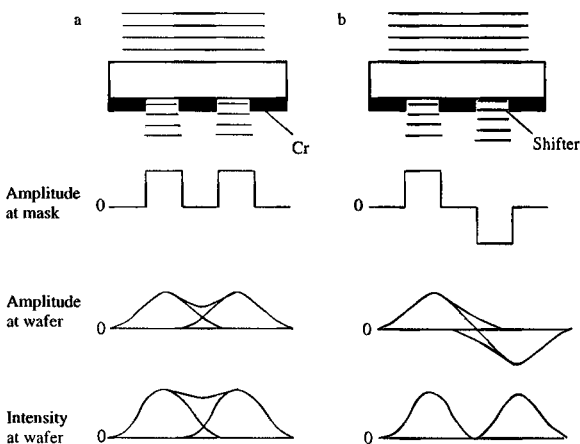 a
b
Cr
Shifter
Amplitude
at mask
0
0
Amplitude
at wafer
0
0
Intensity
at wafer
0
0